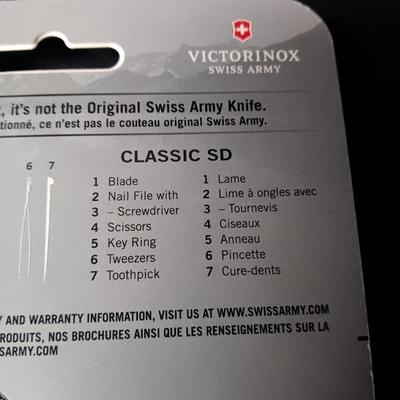 VICTORINOX
SWISS ARMY
, it's not the Original Swiss Army Knife.
tionné, ce n'est pas le couteau original Swiss Army.
CLASSIC SD
6 7
1 Blade
2 Nail File with
3 – Screwdriver
4 Scissors
5 Key Ring
6 Tweezers
7 Toothpick
1 Lame
2 Lime à ongles avec
3 – Tournevis
4 Ciseaux
5 Anneau
6 Pincette
7 Cure-dents
Y AND WARRANTY INFORMATION, VISIT US AT WWW.SWISSARMY.COM
RODUITS, NOS BROCHURES AINSI QUE LES RENSEIGNEMENTS SUR LA
SARMY.COM